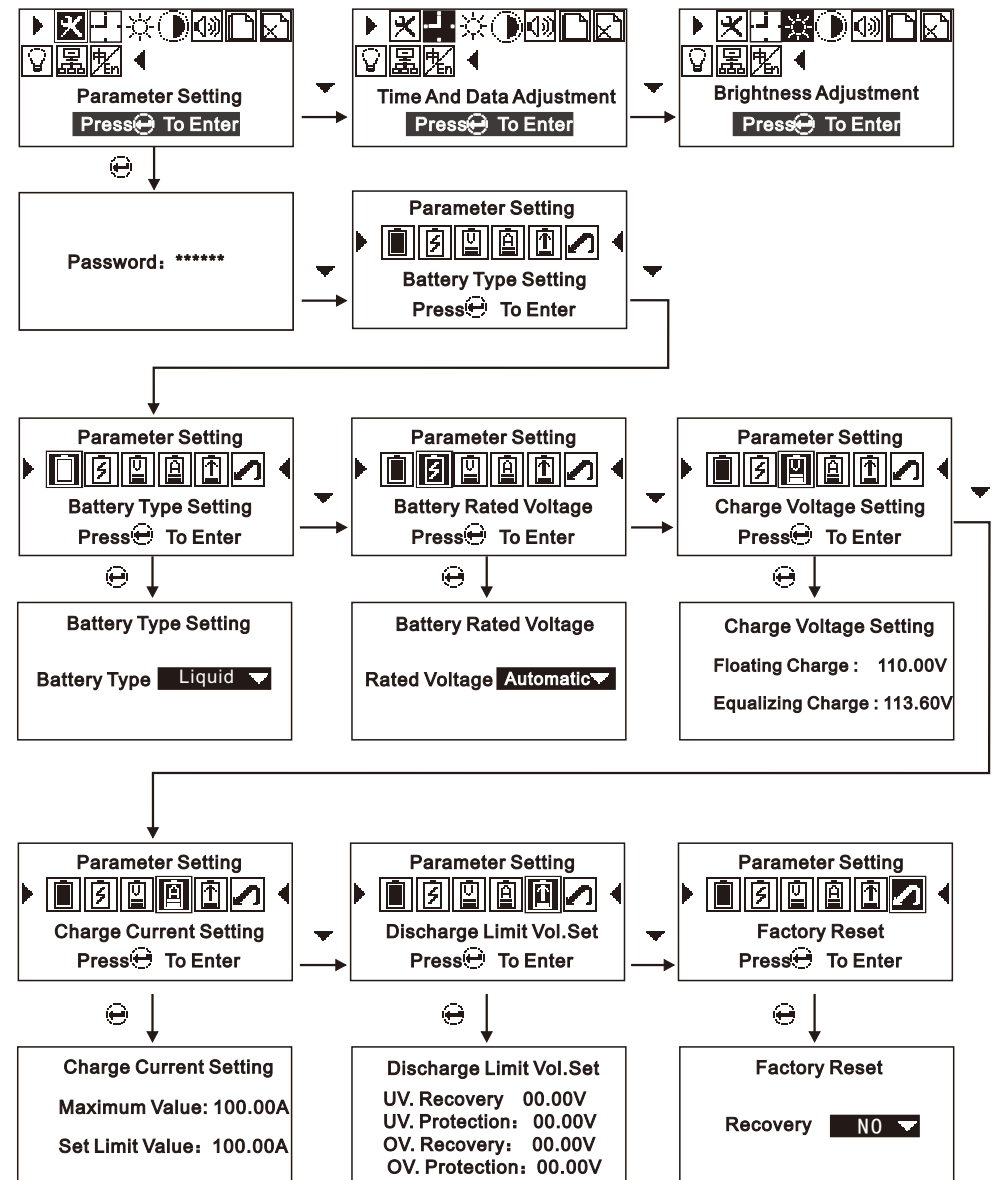 中/En
Parameter Setting
Press To Enter
中/En
Time And Data Adjustment
Press To Enter
中/En
Brightness Adjustment
Press To Enter
Password: ******
Parameter Setting
V A
Battery Type Setting
Press To Enter
Parameter Setting
V A
Battery Type Setting
Press To Enter
Parameter Setting
V A
Battery Rated Voltage
Press To Enter
Parameter Setting
V A
Charge Voltage Setting
Press To Enter
Battery Type Setting
Battery Type Liquid
Battery Rated Voltage
Rated Voltage Automatic
Charge Voltage Setting
Floating Charge : 110.00V
Equalizing Charge : 113.60V
Parameter Setting
V A
Charge Current Setting
Press To Enter
Parameter Setting
V A
Discharge Limit Vol.Set
Press To Enter
Parameter Setting
V A
Factory Reset
Press To Enter
Charge Current Setting
Maximum Value: 100.00A
Set Limit Value: 100.00A
Discharge Limit Vol.Set
UV. Recovery 00.00V
UV. Protection: 00.00V
OV. Recovery: 00.00V
OV. Protection: 00.00V
Factory Reset
Recovery NO